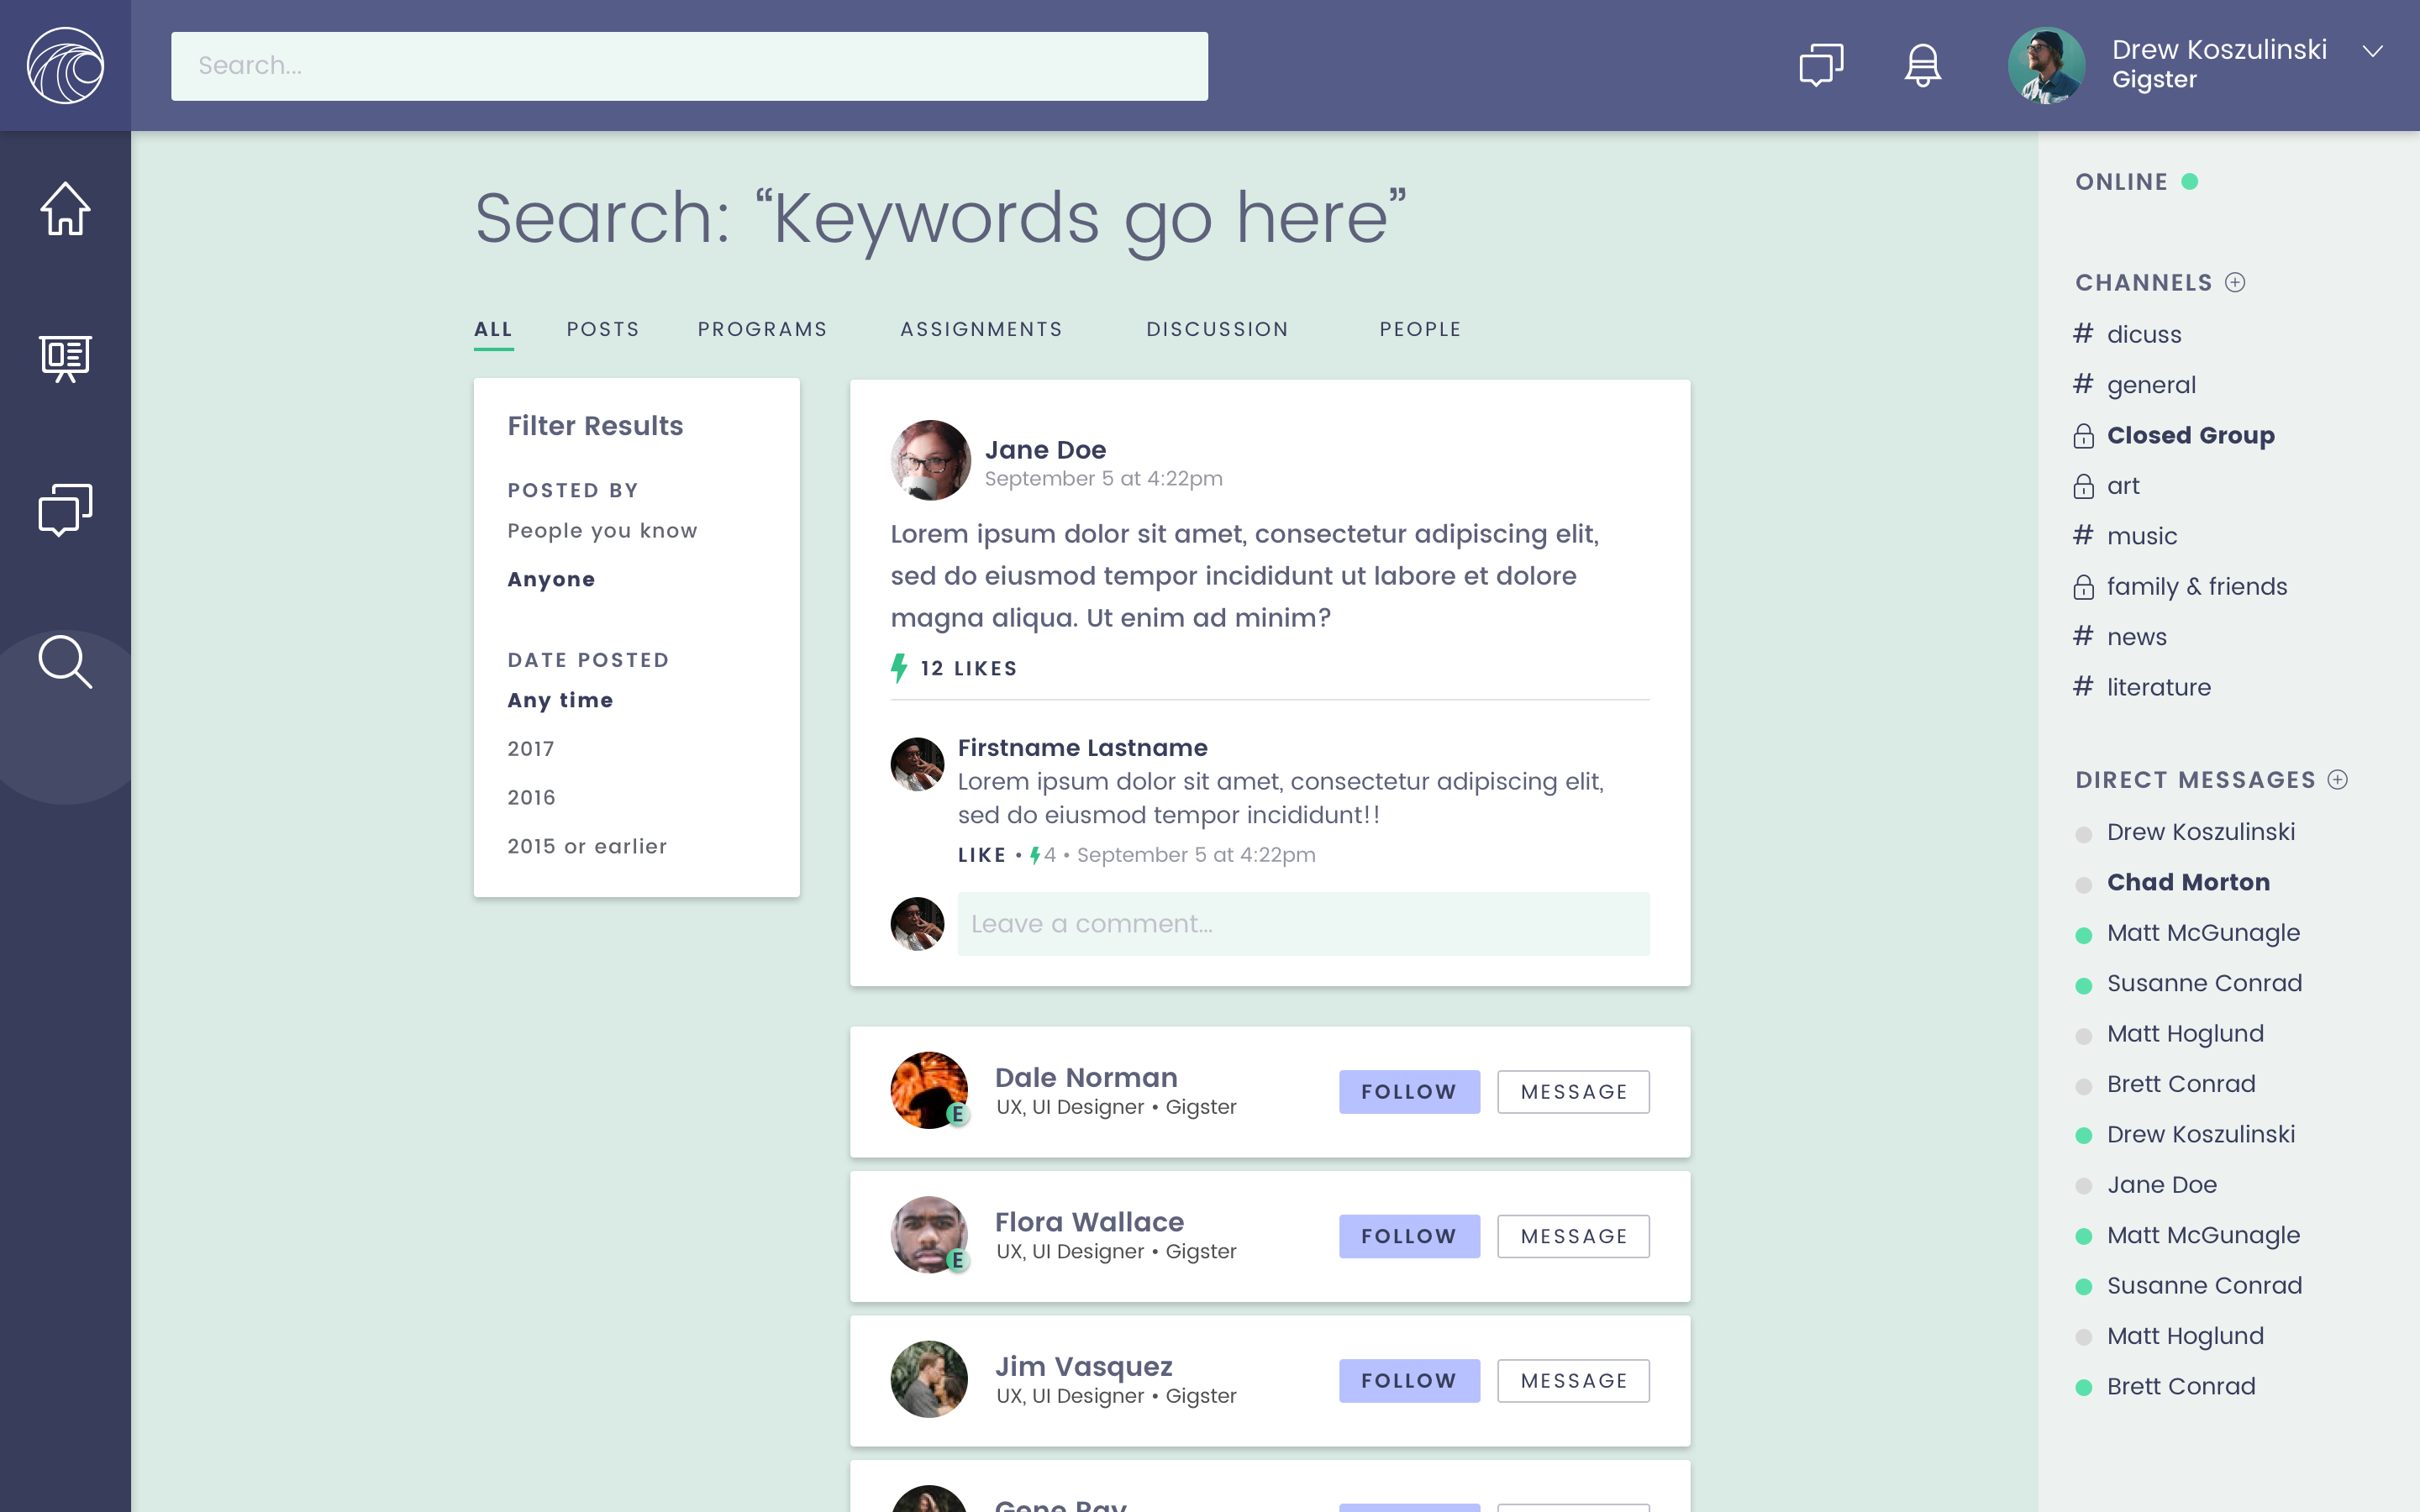 Search...
Drew Koszulinski
Gigster
Search: “Keywords go here”
ALL POSTS PROGRAMS ASSIGNMENTS DISCUSSION PEOPLE
Filter Results
POSTED BY
People you know
Anyone
DATE POSTED
Any time
2017
2016
2015 or earlier
Jane Doe
September 5 at 4:22pm
Lorem ipsum dolor sit amet, consectetur adipiscing elit,
sed do eiusmod tempor incididunt ut labore et dolore
magna aliqua. Ut enim ad minim?
12 LIKES
Firstname Lastname
Lorem ipsum dolor sit amet, consectetur adipiscing elit,
sed do eiusmod tempor incididunt!!
LIKE • 4 • September 5 at 4:22pm
Leave a comment...
Dale Norman
UX, UI Designer • Gigster
E
FOLLOW MESSAGE
Flora Wallace
UX, UI Designer • Gigster
E
FOLLOW MESSAGE
Jim Vasquez
UX, UI Designer • Gigster
FOLLOW MESSAGE
Gene Ray
ONLINE
CHANNELS
# dicuss
# general
Closed Group
art
# music
family & friends
# news
# literature
DIRECT MESSAGES
Drew Koszulinski
Chad Morton
Matt McGunagle
Susanne Conrad
Matt Hoglund
Brett Conrad
Drew Koszulinski
Jane Doe
Matt McGunagle
Susanne Conrad
Matt Hoglund
Brett Conrad